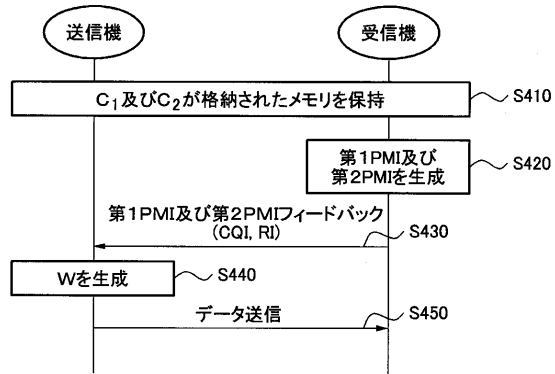 送信機
受信機
C1及びC2が格納されたメモリを保持
S410
第1PMI及び
第2PMIを生成
S420
第1PMI及び第2PMIフィードバック
(CQI, RI)
S430
Wを生成
S440
データ送信
S450